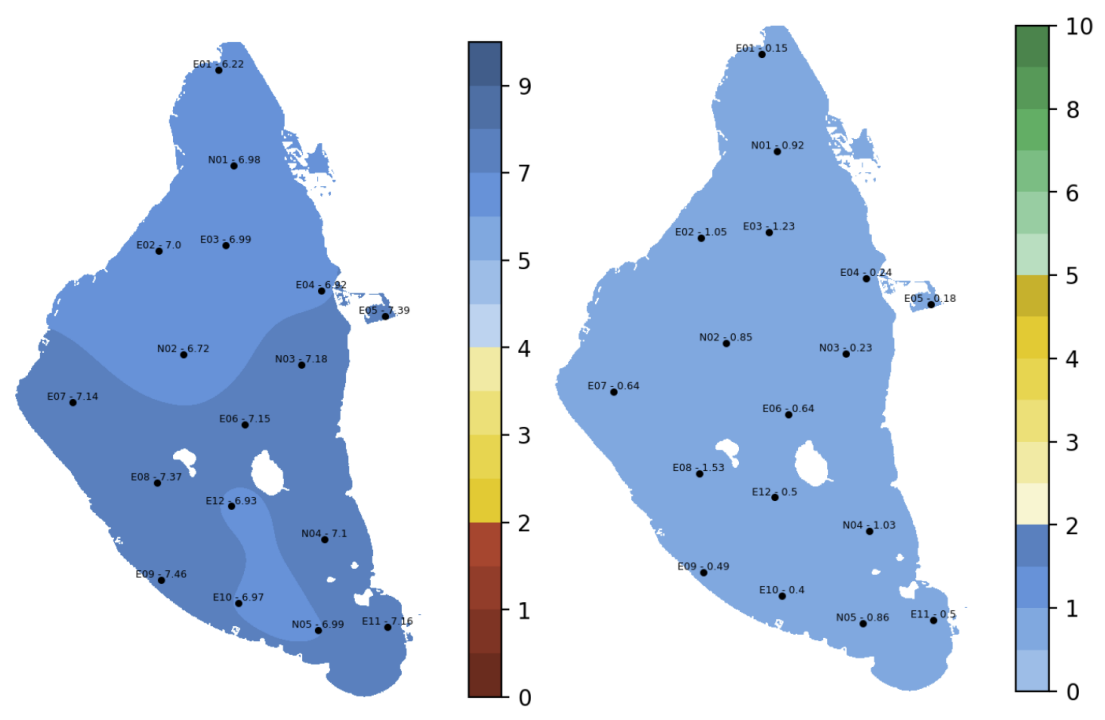 E01 - 6.22
N01 - 6.98
E02 - 7.0
E03 - 6.99
E04 - 6.92
E05 - 7.39
N02 - 6.72
N03 - 7.18
E07 - 7.14
E06 - 7.15
E08 - 7.37
E12 - 6.93
N04 - 7.1
E09 - 7.46
E10 - 6.97
N05 - 6.99
E11 - 7.16
9
7
5
4
3
2
1
0
E01 - 0.15
N01 - 0.92
E02 - 1.05
E03 - 1.23
E04 - 0.24
E05 - 0.18
N02 - 0.85
N03 - 0.23
E07 - 0.64
E06 - 0.64
E08 - 1.53
E12 - 0.5
N04 - 1.03
E09 - 0.49
E10 - 0.4
N05 - 0.86
E11 - 0.5
10
8
6
5
4
3
2
1
0